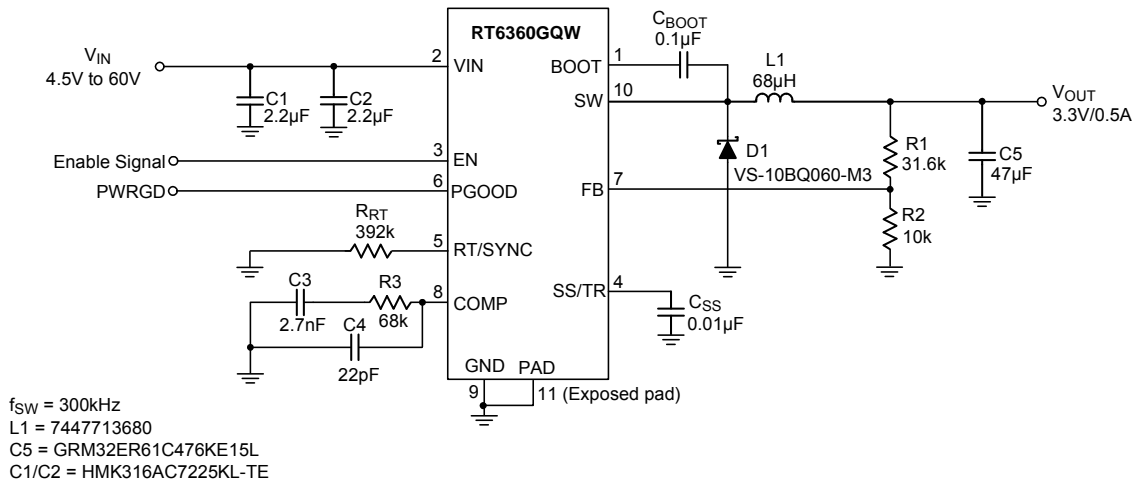 RT6360GQW
V_IN
4.5V to 60V
2
VIN
C1
2.2µF
C2
2.2µF
Enable Signal
3
EN
PWRGD
6
PGOOD
R_RT
392k
5
RT/SYNC
C3
2.7nF
R3
68k
8
COMP
C4
22pF
GND
PAD
9
11 (Exposed pad)
BOOT
1
C_BOOT
0.1µF
SW
10
L1
68µH
V_OUT
3.3V/0.5A
D1
VS-10BQ060-M3
R1
31.6k
C5
47µF
FB
7
R2
10k
SS/TR
4
C_SS
0.01µF
f_SW = 300kHz
L1 = 7447713680
C5 = GRM32ER61C476KE15L
C1/C2 = HMK316AC7225KL-TE